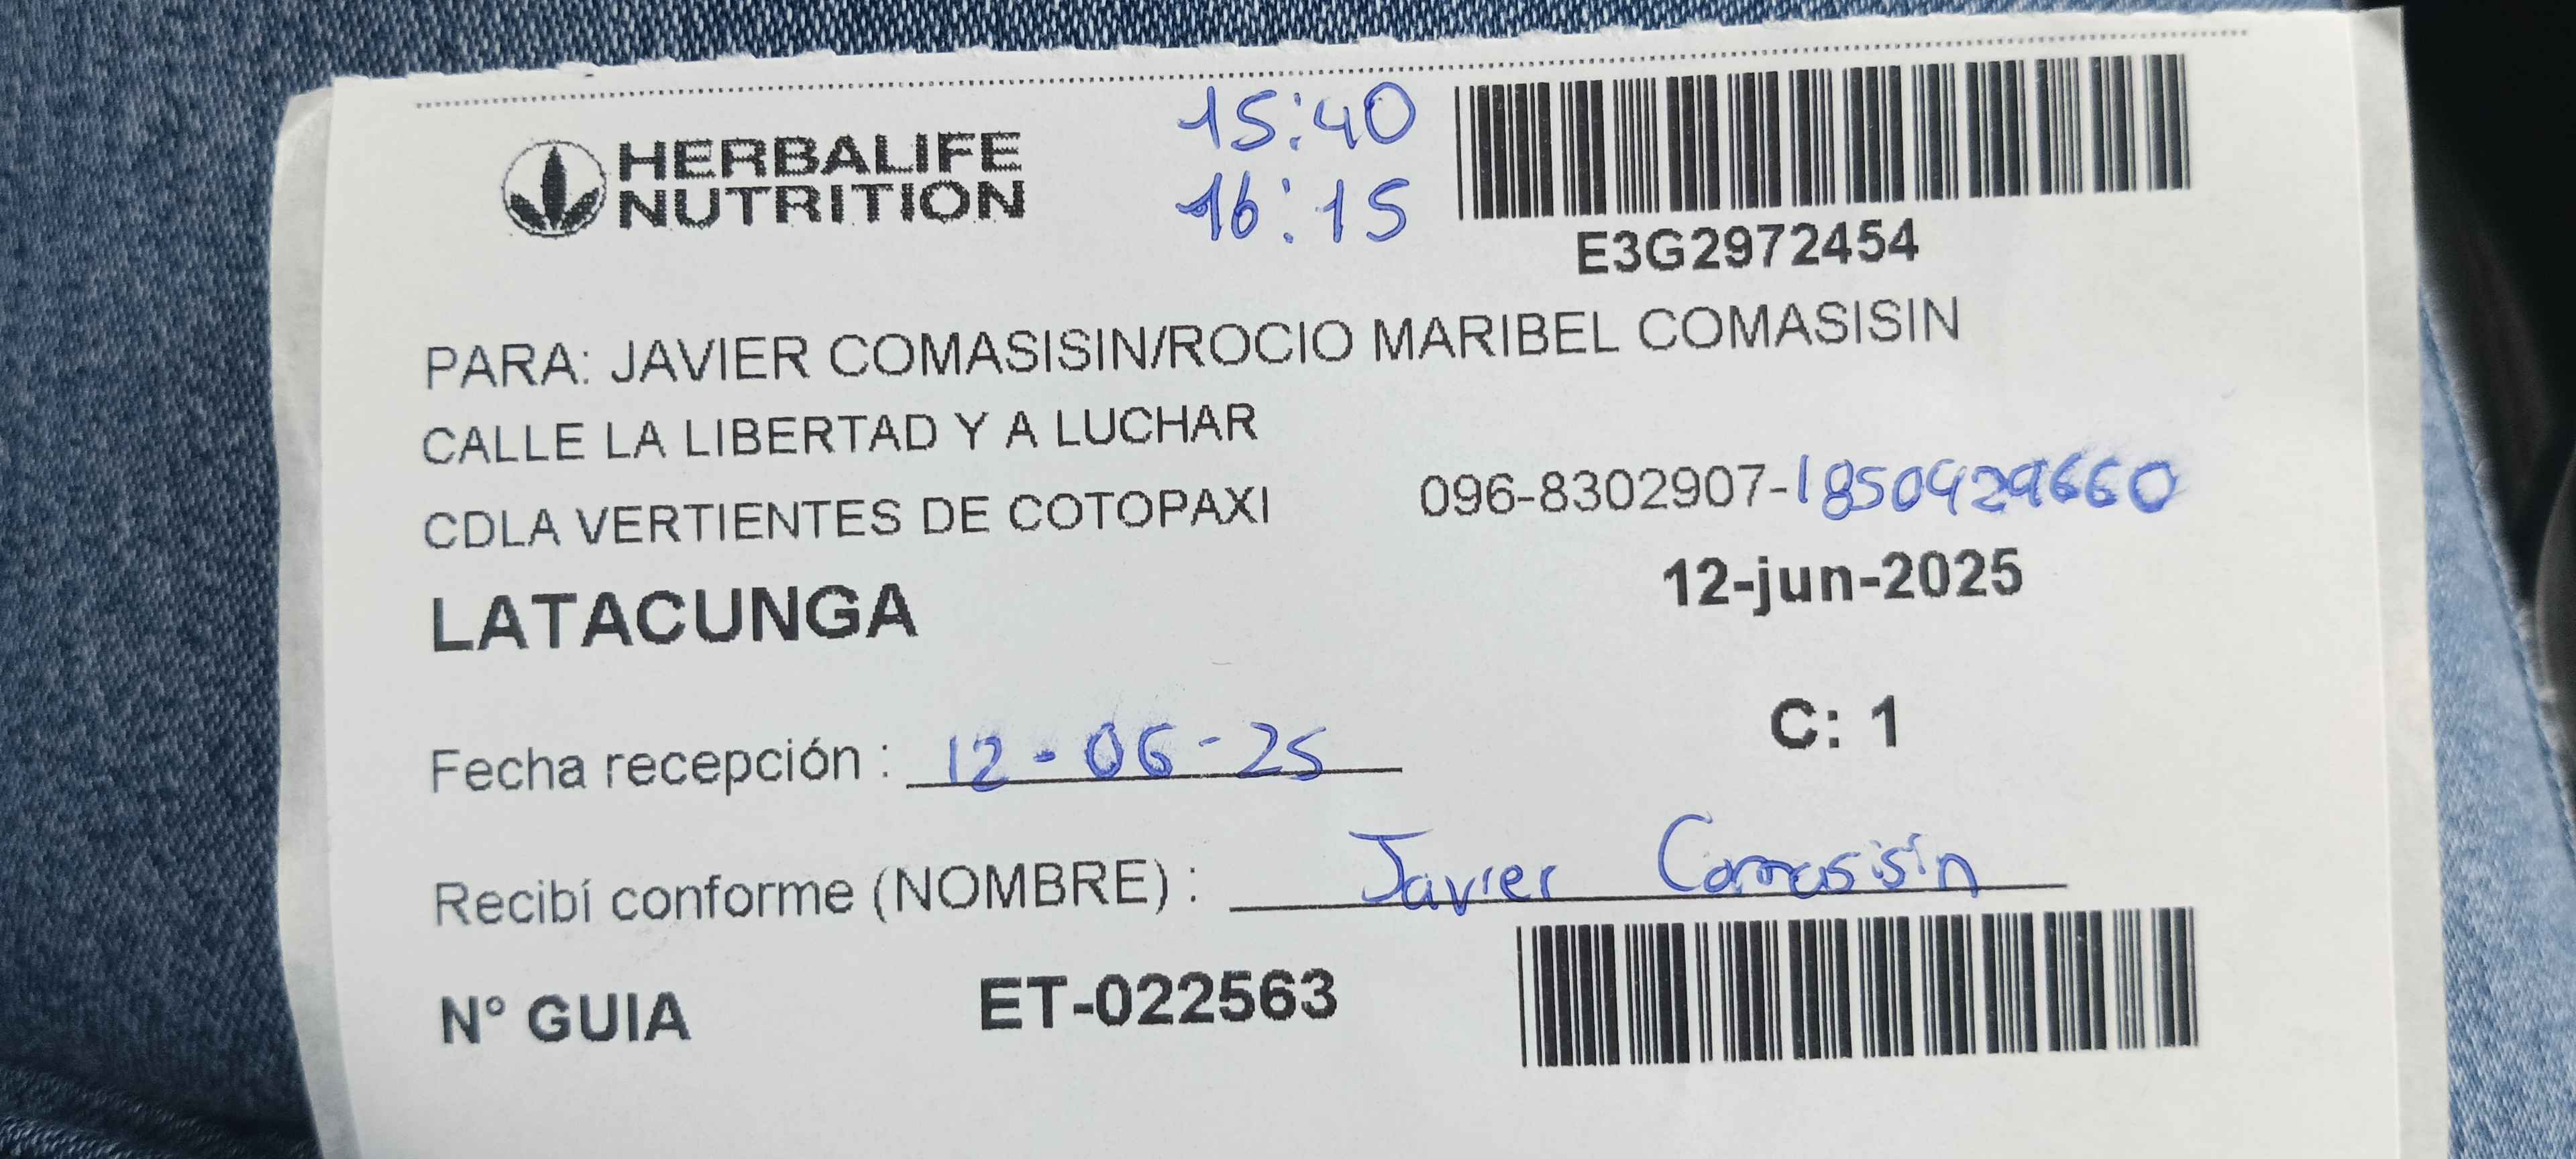 HERBALIFE
NUTRITION
15:40
16:15
E3G2972454
PARA: JAVIER COMASISIN/ROCIO MARIBEL COMASISIN
CALLE LA LIBERTAD Y A LUCHAR
CDLA VERTIENTES DE COTOPAXI
096-8302907-1850429660
LATACUNGA
12-jun-2025
C: 1
Fecha recepción : 12-06-25
Recibí conforme (NOMBRE) : Javier Comasisin
N° GUIA ET-022563